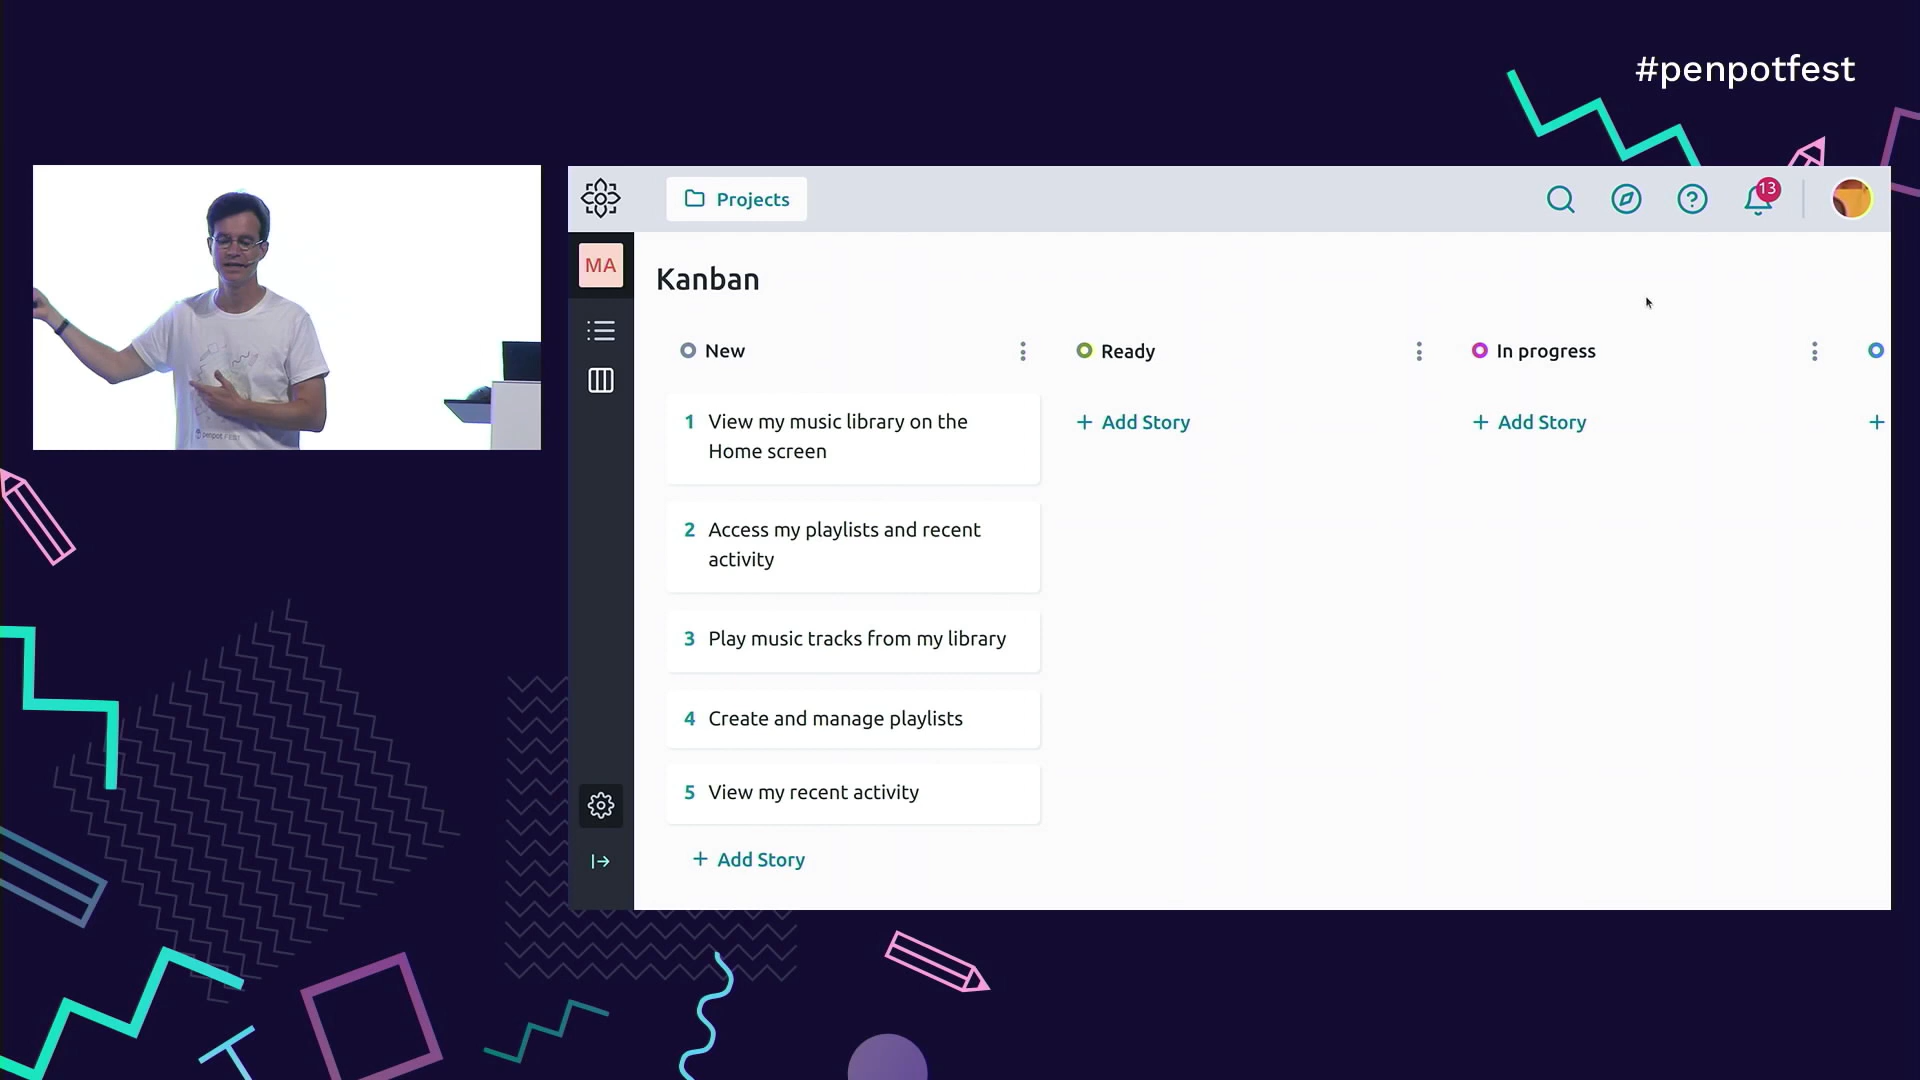 #penpotfest
Projects
13
MA
Kanban
New
Ready
In progress
1 View my music library on the
Home screen
+ Add Story
+ Add Story
+
2 Access my playlists and recent
activity
3 Play music tracks from my library
4 Create and manage playlists
5 View my recent activity
+ Add Story
penpot FEST